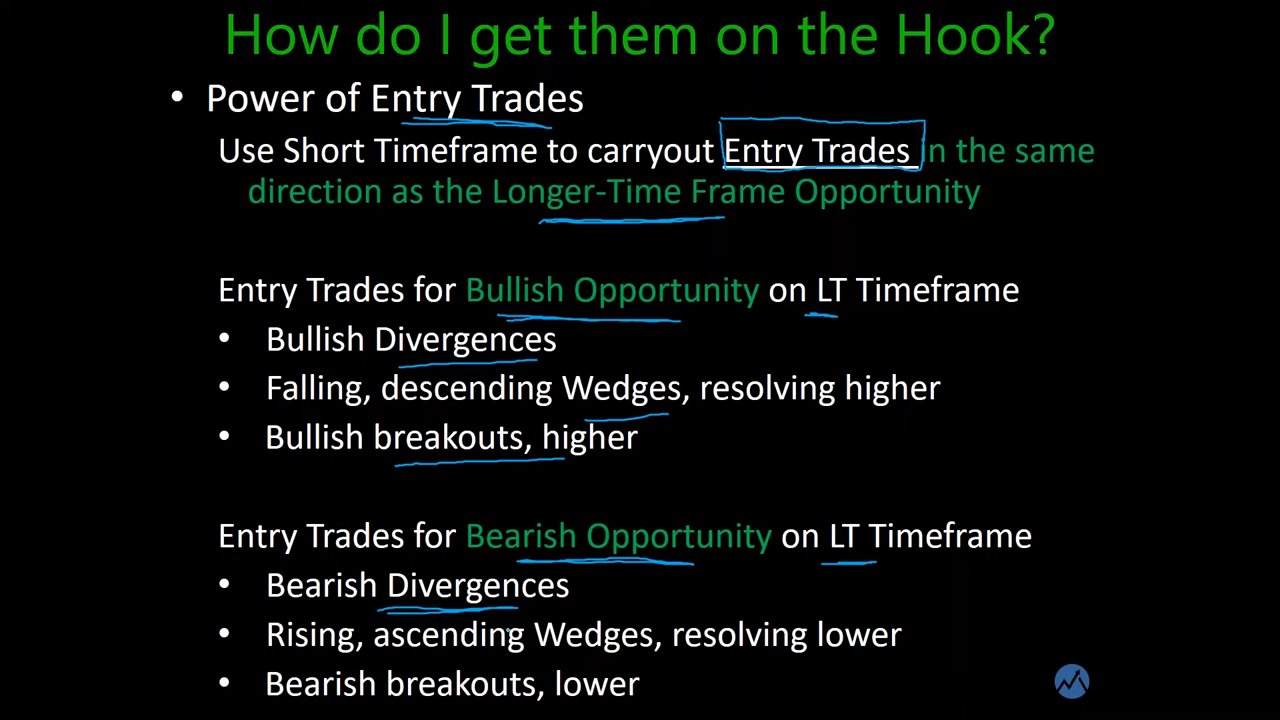 How do I get them on the Hook?
• Power of Entry Trades
Use Short Timeframe to carryout Entry Trades in the same
direction as the Longer-Time Frame Opportunity
Entry Trades for Bullish Opportunity on LT Timeframe
• Bullish Divergences
• Falling, descending Wedges, resolving higher
• Bullish breakouts, higher
Entry Trades for Bearish Opportunity on LT Timeframe
• Bearish Divergences
• Rising, ascending Wedges, resolving lower
• Bearish breakouts, lower